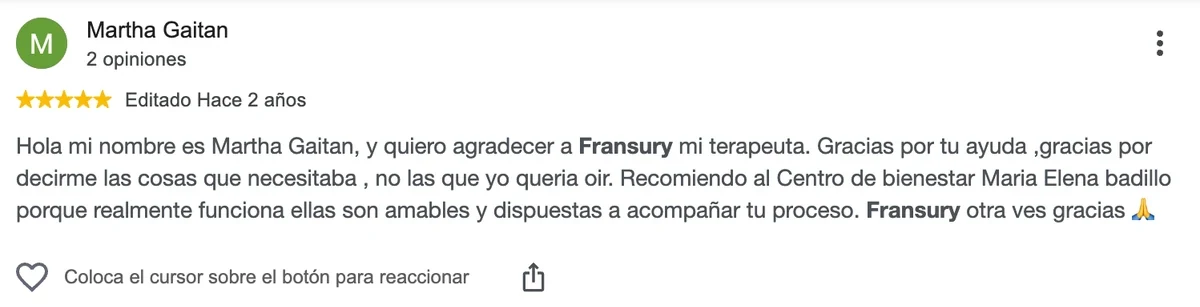 M
Martha Gaitan
2 opiniones
Editado Hace 2 años
Hola mi nombre es Martha Gaitan, y quiero agradecer a Fransury mi terapeuta. Gracias por tu ayuda ,gracias por
decirme las cosas que necesitaba , no las que yo queria oir. Recomiendo al Centro de bienestar Maria Elena badillo
porque realmente funciona ellas son amables y dispuestas a acompañar tu proceso. Fransury otra ves gracias 🙏
Coloca el cursor sobre el botón para reaccionar